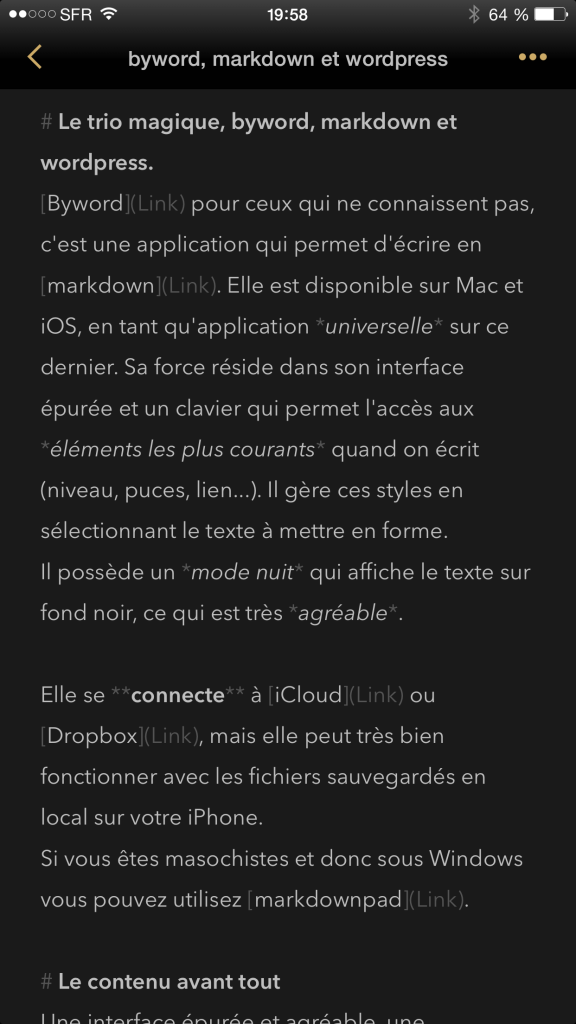 SFR 19:58 64 %
byword, markdown et wordpress
# Le trio magique, byword, markdown et
wordpress.
[Byword](Link) pour ceux qui ne connaissent pas,
c'est une application qui permet d'écrire en
[markdown](Link). Elle est disponible sur Mac et
iOS, en tant qu'application *universelle* sur ce
dernier. Sa force réside dans son interface
épurée et un clavier qui permet l'accès aux
*éléments les plus courants* quand on écrit
(niveau, puces, lien...). Il gère ces styles en
sélectionnant le texte à mettre en forme.
Il possède un *mode nuit* qui affiche le texte sur
fond noir, ce qui est très *agréable*.
Elle se **connecte** à [iCloud](Link) ou
[Dropbox](Link), mais elle peut très bien
fonctionner avec les fichiers sauvegardés en
local sur votre iPhone.
Si vous êtes masochistes et donc sous Windows
vous pouvez utilisez [markdownpad](Link).
# Le contenu avant tout
Une interface épurée et agréable, une